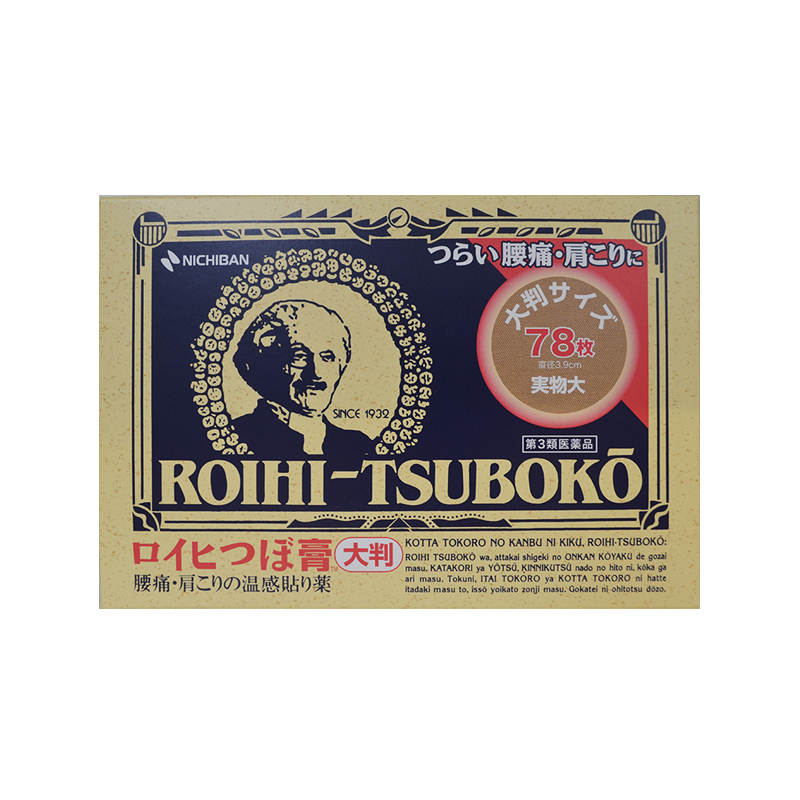 NICHIBAN
つらい腰痛・肩こりに
大判サイズ
78枚
直径3.9cm
実物大
SINCE 1932
第3類医薬品
ROIHI-TSUBOKŌ
ロイヒつぼ膏™
大判
腰痛・肩こりの温感貼り薬
KOTTA TOKORO NO KANBU NI KIKU, ROIHI-TSUBOKŌ:
ROIHI TSUBOKŌ wa, attakai shigeki no ONKAN KŌYAKU de gozai
masu. KATAKORI ya YŌTSŪ, KINNIKUTSŪ nado no hito ni, kōka ga
ari masu. Tokuni, ITAI TOKORO ya KOTTA TOKORO ni hatte
itadaki masu to, issō yoikato zonji masu. Gokatei ni ohitotsu dōzo.